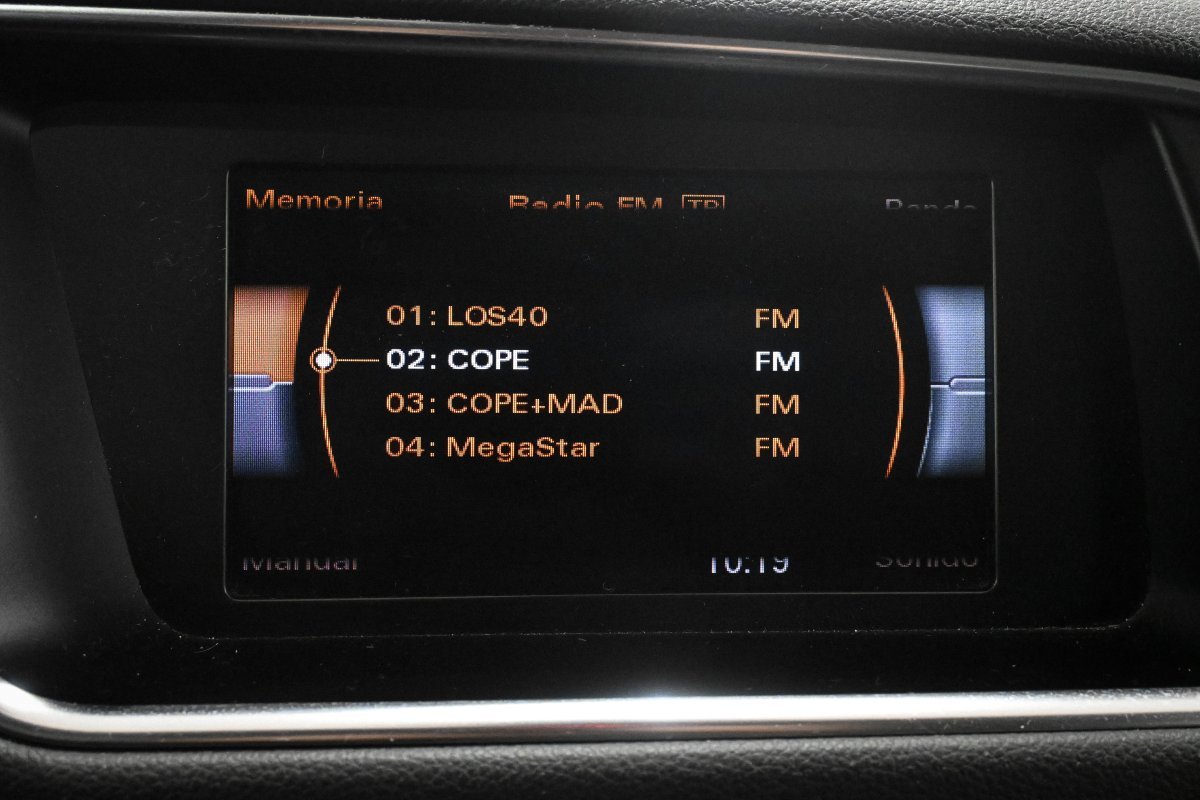 Memoria Radio FM TP Banda
01: LOS40 FM
02: COPE FM
03: COPE+MAD FM
04: MegaStar FM
Manual 10:19 Sonido